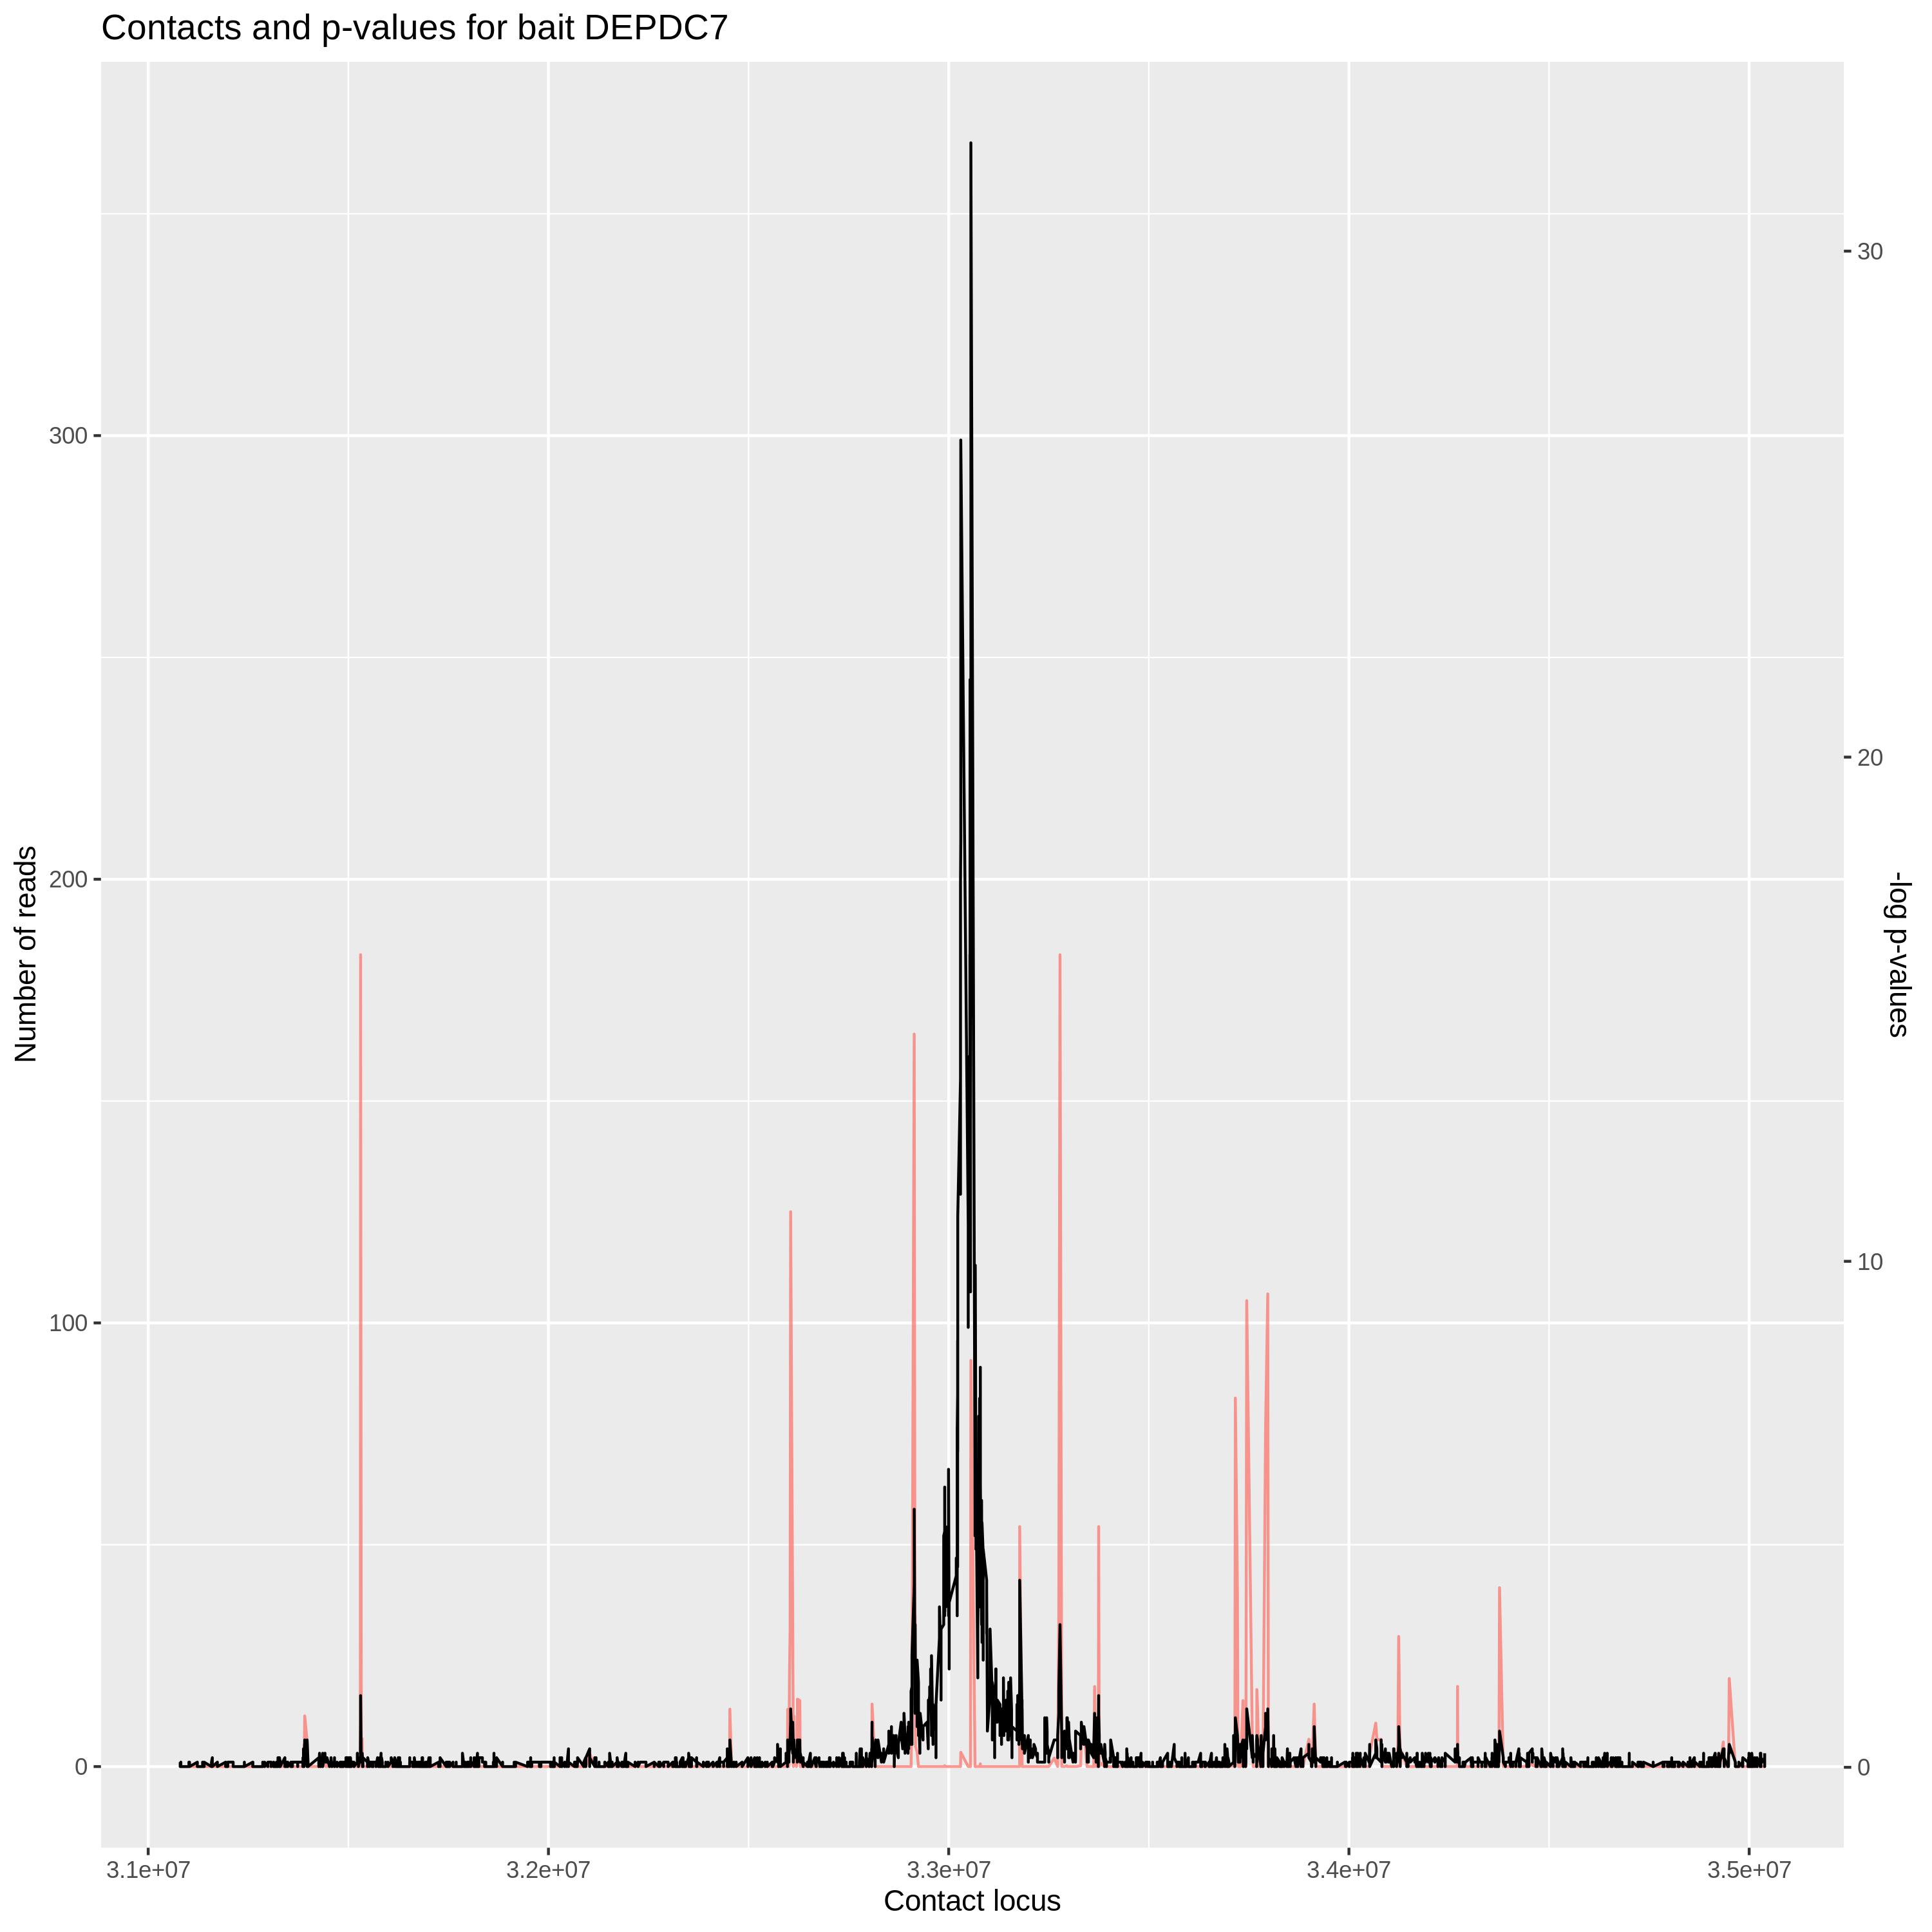 Contacts and p-values for bait DEPDC7
300
200
100
0
Number of reads
30
20
10
0
-log p-values
3.1e+07 3.2e+07 3.3e+07 3.4e+07 3.5e+07
Contact locus